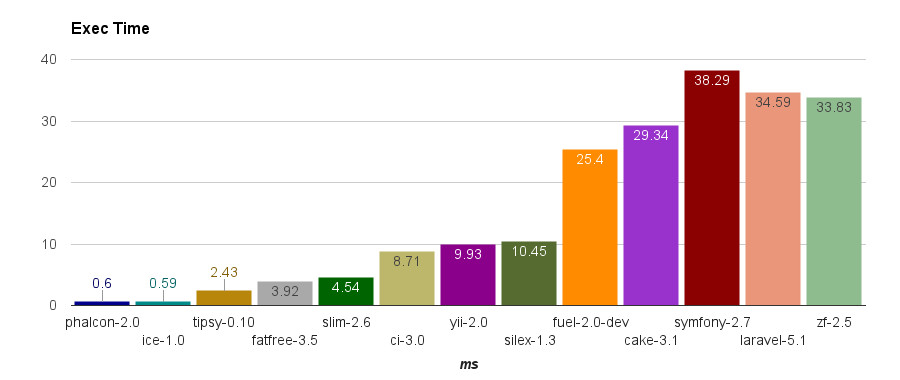 Exec Time
40
30
20
10
0
0.6
0.59
2.43
3.92
4.54
8.71
9.93
10.45
25.4
29.34
38.29
34.59
33.83
phalcon-2.0
ice-1.0
tipsy-0.10
fatfree-3.5
slim-2.6
ci-3.0
yii-2.0
silex-1.3
fuel-2.0-dev
cake-3.1
symfony-2.7
laravel-5.1
zf-2.5
ms